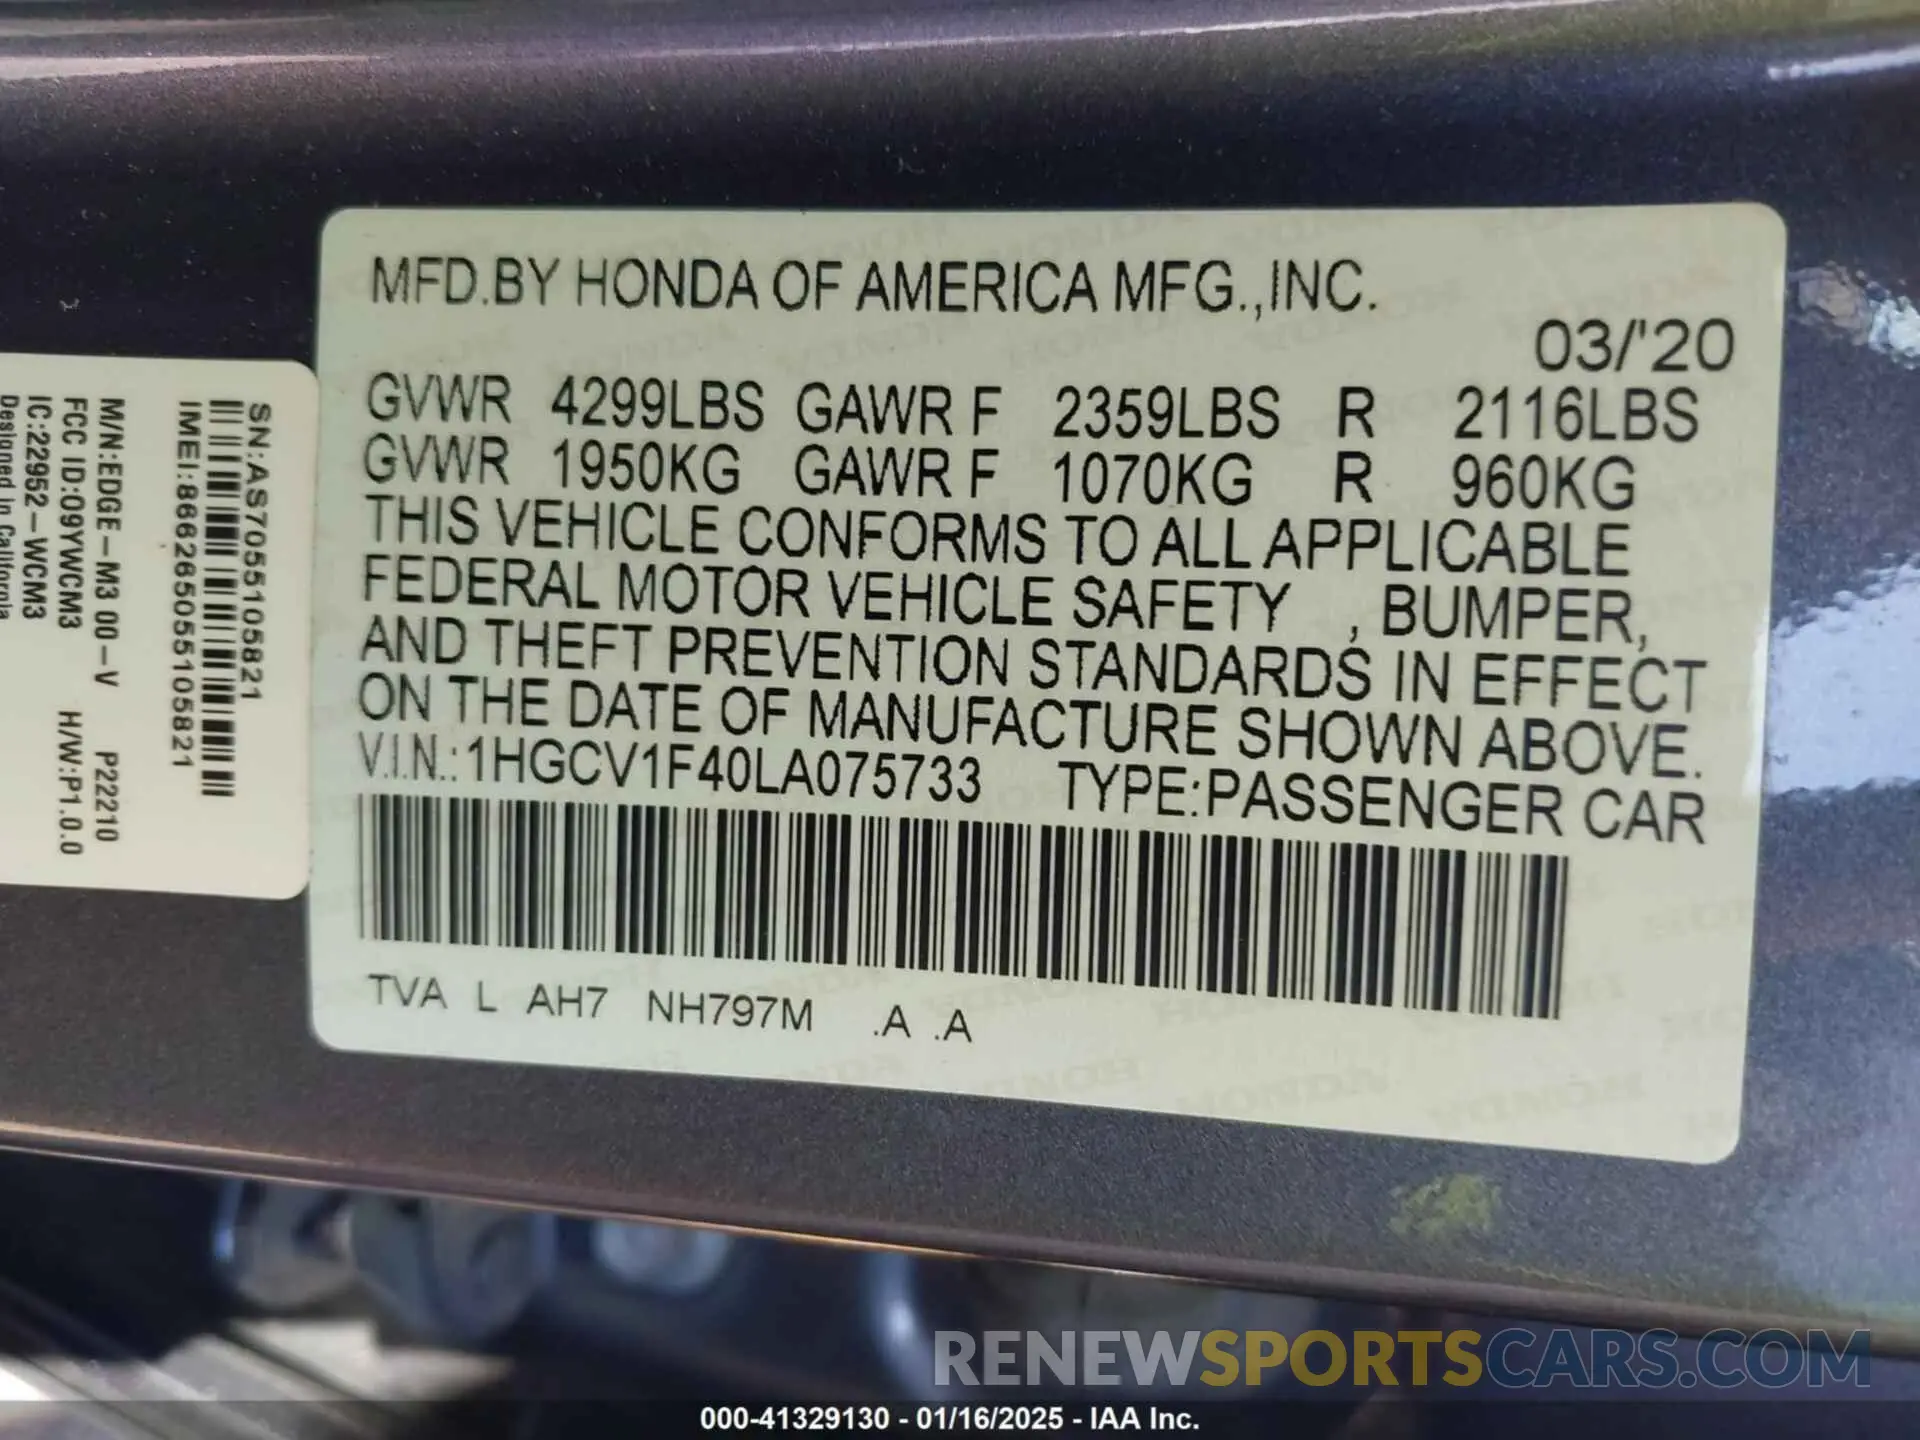 MFD.BY HONDA OF AMERICA MFG.,INC.
03/'20
GVWR 4299LBS GAWR F 2359LBS R 2116LBS
GVWR 1950KG GAWR F 1070KG R 960KG
THIS VEHICLE CONFORMS TO ALL APPLICABLE
FEDERAL MOTOR VEHICLE SAFETY , BUMPER,
AND THEFT PREVENTION STANDARDS IN EFFECT
ON THE DATE OF MANUFACTURE SHOWN ABOVE.
V.I.N.:1HGCV1F40LA075733 TYPE:PASSENGER CAR
TVA L AH7 NH797M .A .A
SN:AS7055105821
IMEI:866265055105821
M/N:EDGE-M3 00-V P22210
FCC ID:O9YWCM3 H/W:P1.0.0
IC:22952-WCM3
Designed in California
RENEWSPORTSCARS.COM
000-41329130 - 01/16/2025 - IAA Inc.